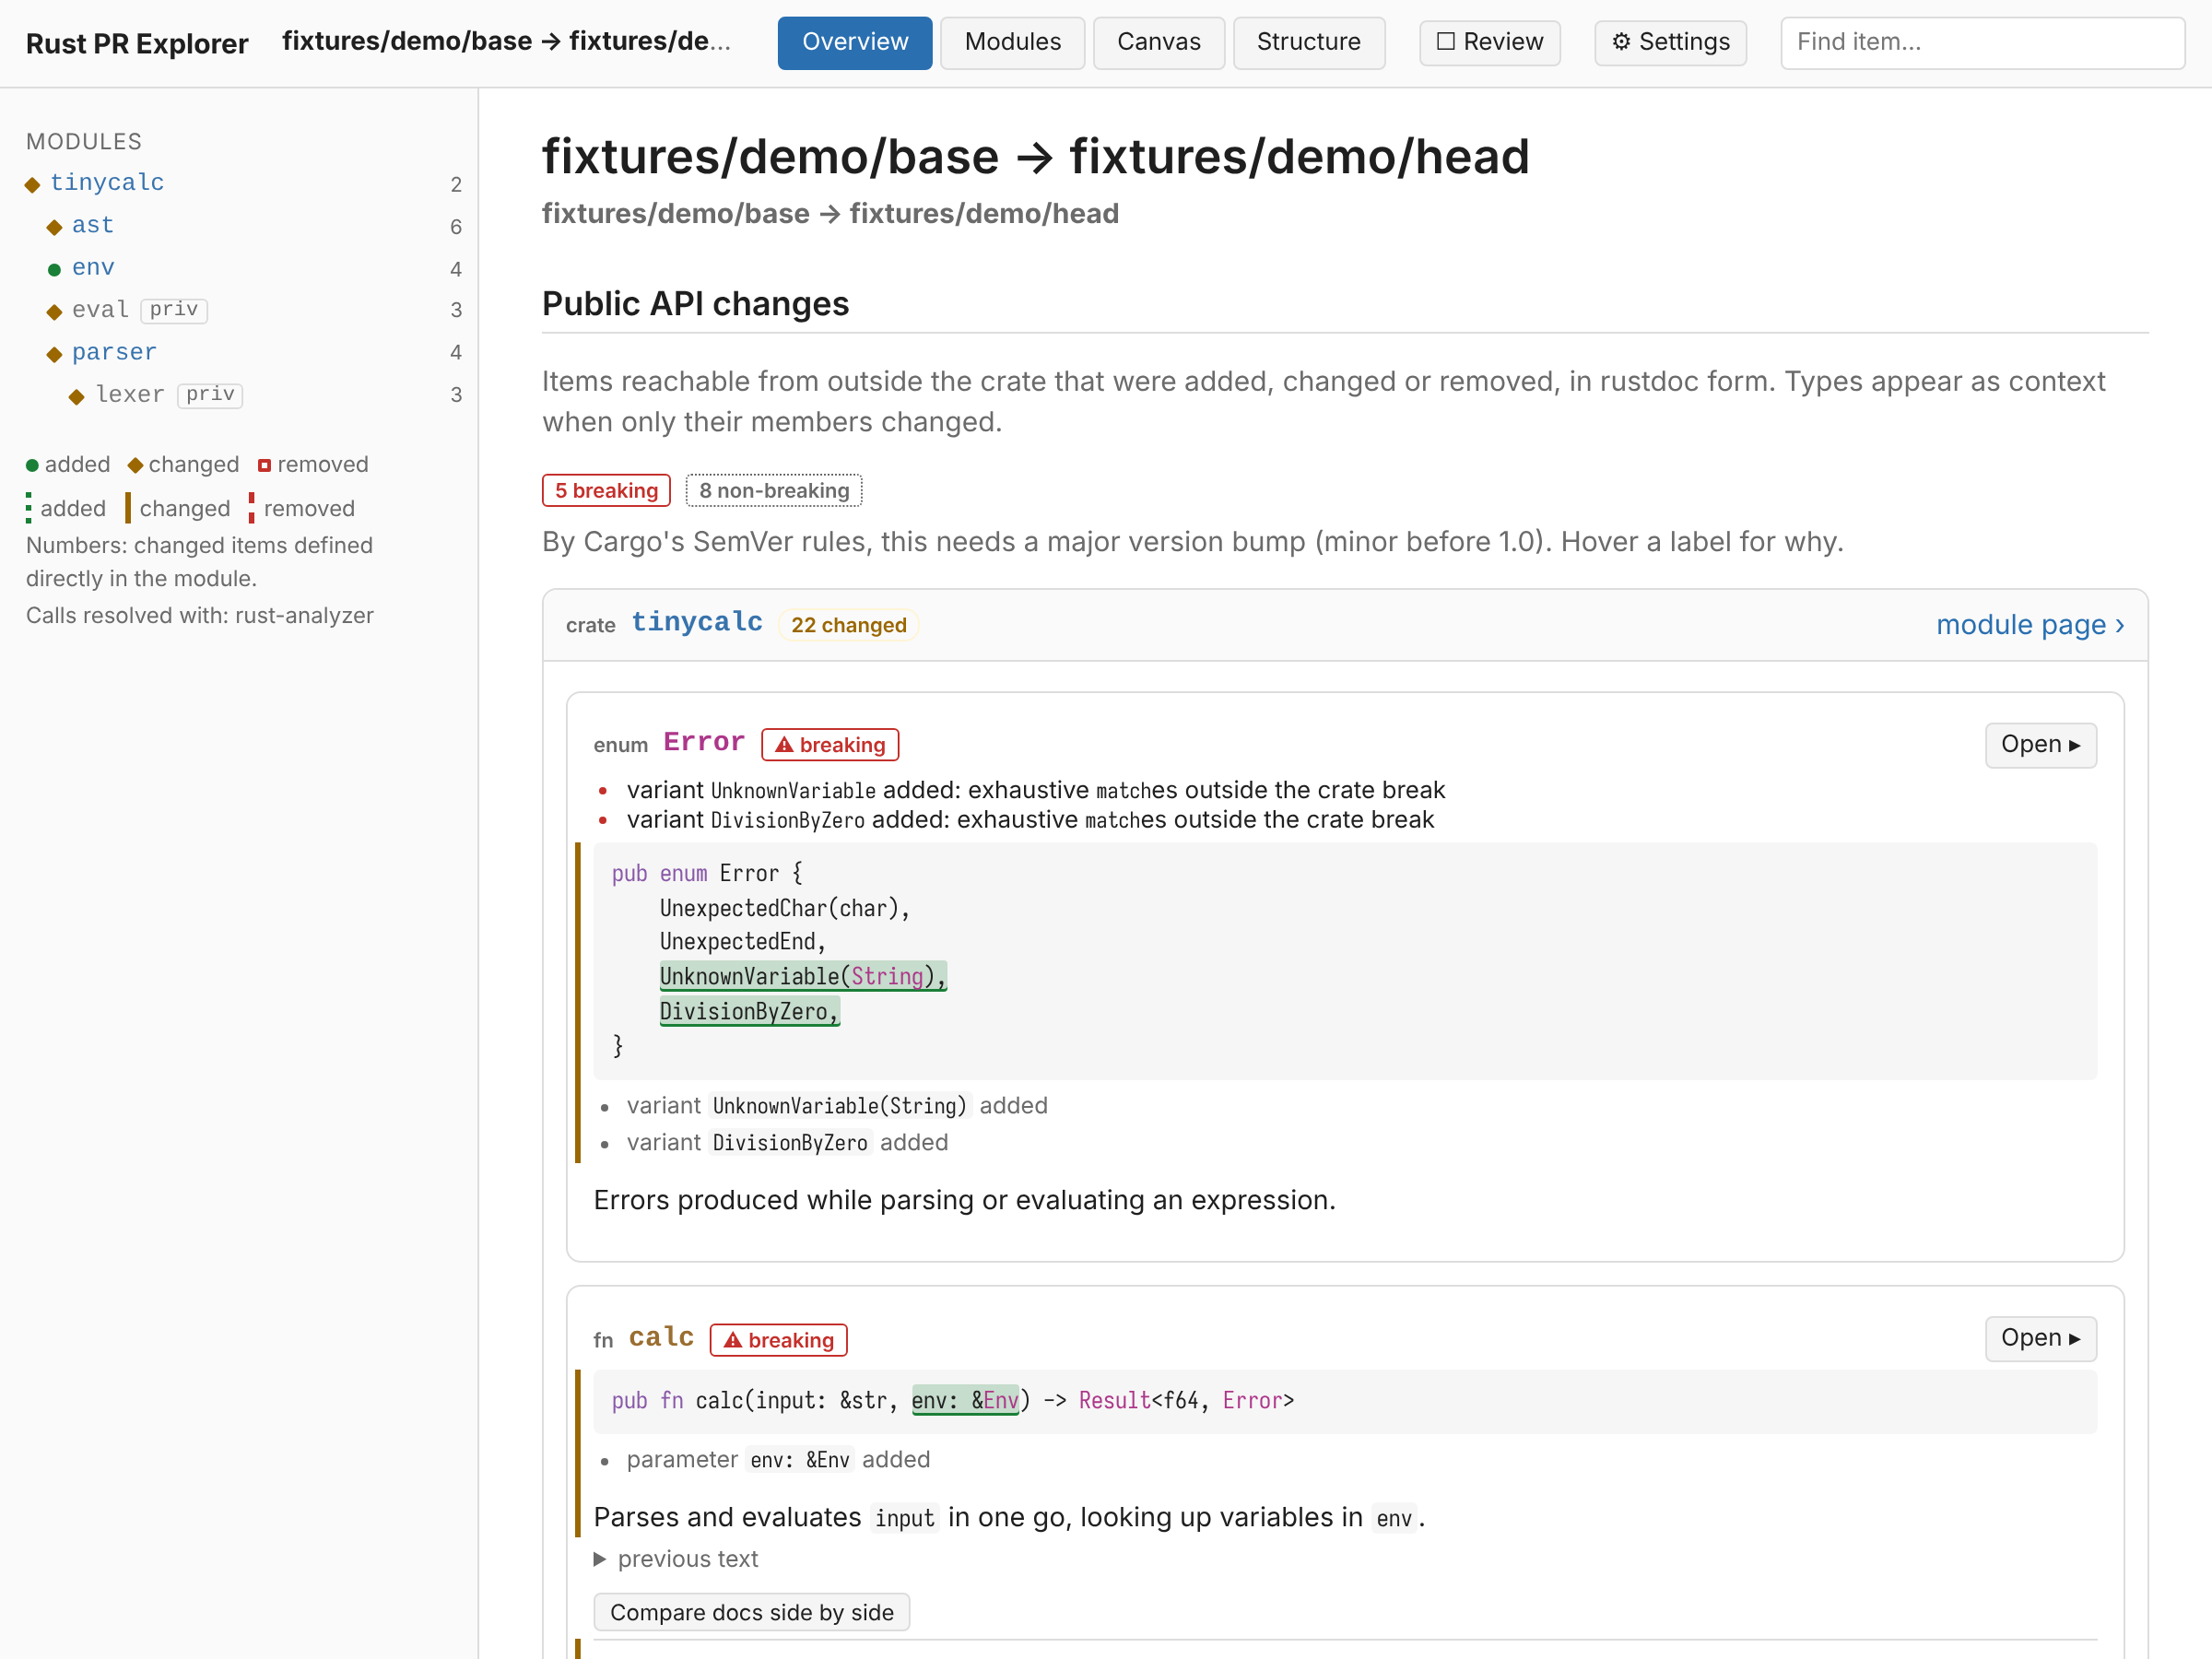 Rust PR Explorer
fixtures/demo/base → fixtures/de...
Overview
Modules
Canvas
Structure
☐ Review
⚙ Settings
Find item...
MODULES
tinycalc 2
ast 6
env 4
eval priv 3
parser 4
lexer priv 3
added changed removed
added changed removed
Numbers: changed items defined
directly in the module.
Calls resolved with: rust-analyzer
fixtures/demo/base → fixtures/demo/head
fixtures/demo/base → fixtures/demo/head
Public API changes
Items reachable from outside the crate that were added, changed or removed, in rustdoc form. Types appear as context
when only their members changed.
5 breaking 8 non-breaking
By Cargo's SemVer rules, this needs a major version bump (minor before 1.0). Hover a label for why.
crate tinycalc 22 changed module page ›
enum Error ⚠ breaking Open ▸
• variant UnknownVariable added: exhaustive matches outside the crate break
• variant DivisionByZero added: exhaustive matches outside the crate break
pub enum Error {
    UnexpectedChar(char),
    UnexpectedEnd,
    UnknownVariable(String),
    DivisionByZero,
}
• variant UnknownVariable(String) added
• variant DivisionByZero added
Errors produced while parsing or evaluating an expression.
fn calc ⚠ breaking Open ▸
pub fn calc(input: &str, env: &Env) -> Result<f64, Error>
• parameter env: &Env added
Parses and evaluates input in one go, looking up variables in env.
▶ previous text
Compare docs side by side